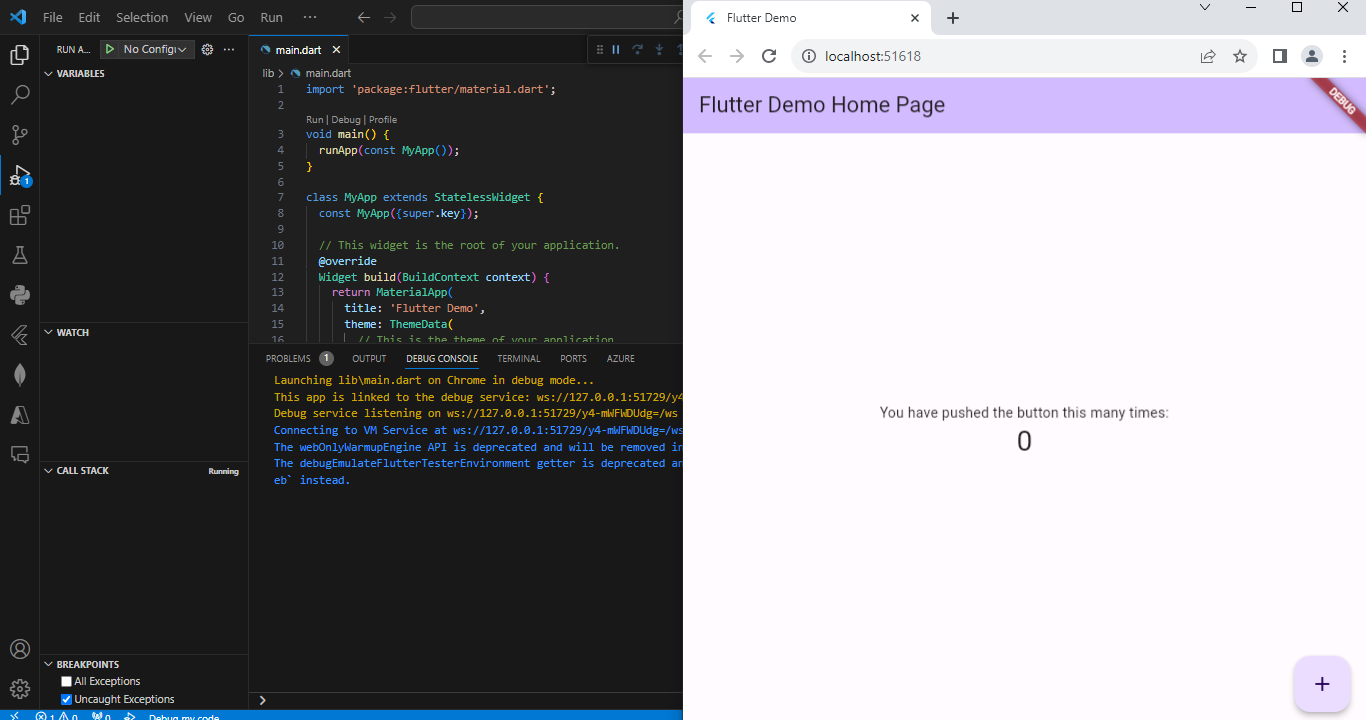 File Edit Selection View Go Run ···
RUN A... No Config
VARIABLES
WATCH
CALL STACK Running
BREAKPOINTS
All Exceptions
Uncaught Exceptions
1
main.dart
lib > main.dart
1 import 'package:flutter/material.dart';
2
Run | Debug | Profile
3 void main() {
4 runApp(const MyApp());
5 }
6
7 class MyApp extends StatelessWidget {
8 const MyApp({super.key});
9
10 // This widget is the root of your application.
11 @override
12 Widget build(BuildContext context) {
13 return MaterialApp(
14 title: 'Flutter Demo',
15 theme: ThemeData(
16 // This is the theme of your application
PROBLEMS 1 OUTPUT DEBUG CONSOLE TERMINAL PORTS AZURE
Launching lib\main.dart on Chrome in debug mode...
This app is linked to the debug service: ws://127.0.0.1:51729/y4
Debug service listening on ws://127.0.0.1:51729/y4-mWFWDUdg=/ws
Connecting to VM Service at ws://127.0.0.1:51729/y4-mWFWDUdg=/ws
The webOnlyWarmupEngine API is deprecated and will be removed in
The debugEmulateFlutterTesterEnvironment getter is deprecated an
eb` instead.
>
1 0 0 Debug my code
Flutter Demo
localhost:51618
Flutter Demo Home Page
DEBUG
You have pushed the button this many times:
0
+